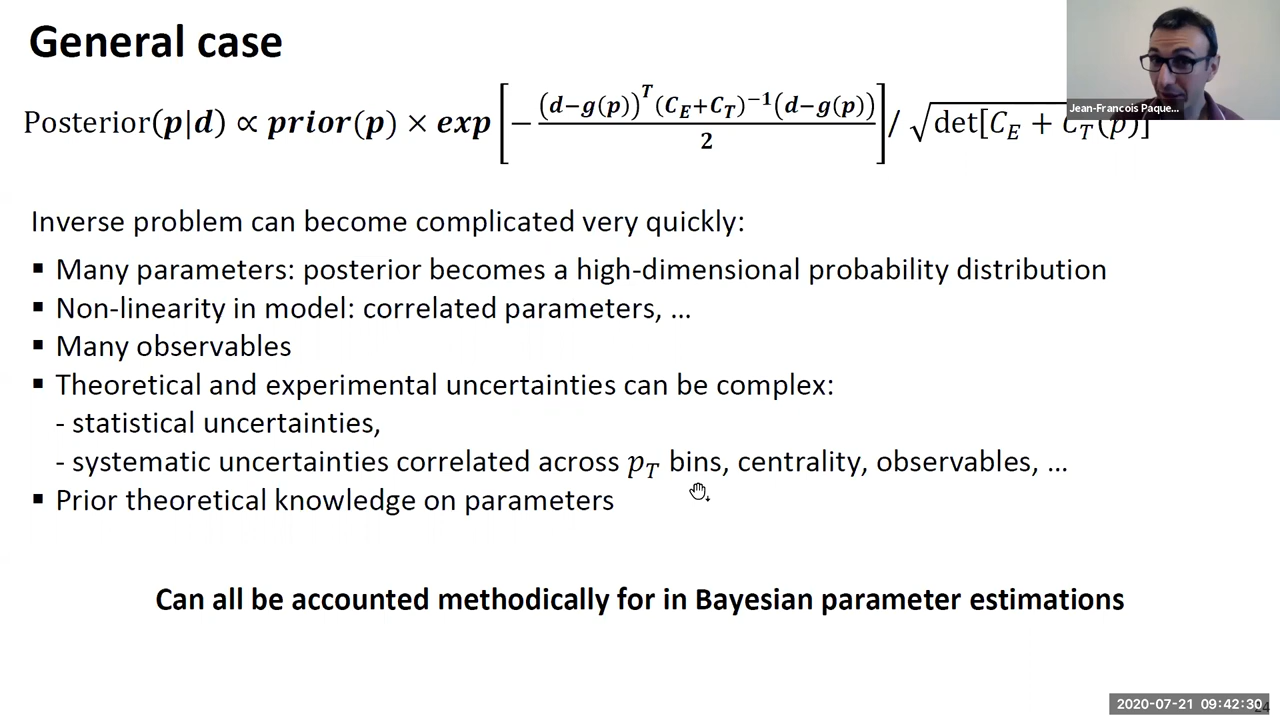 General case
Jean-Francois Paque...
Posterior(p|d) ∝ prior(p) × exp[−(d−g(p))^T (C_E+C_T)^{−1} (d−g(p))/2] / √det[C_E + C_T(p)]
Inverse problem can become complicated very quickly:
▪ Many parameters: posterior becomes a high-dimensional probability distribution
▪ Non-linearity in model: correlated parameters, …
▪ Many observables
▪ Theoretical and experimental uncertainties can be complex:
- statistical uncertainties,
- systematic uncertainties correlated across p_T bins, centrality, observables, …
▪ Prior theoretical knowledge on parameters
Can all be accounted methodically for in Bayesian parameter estimations
2020-07-21 09:42:30